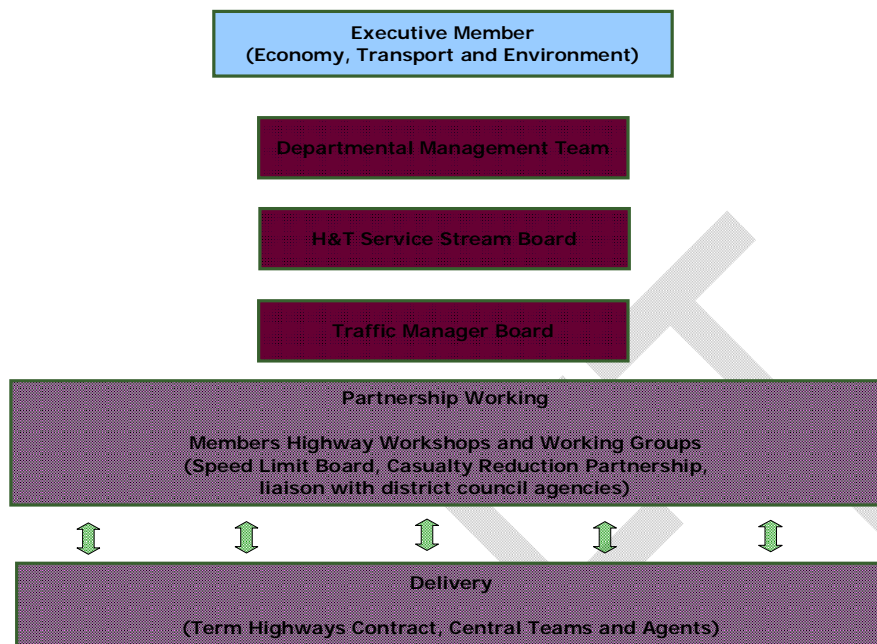 Executive Member
(Economy, Transport and Environment)
Departmental Management Team
H&T Service Stream Board
Traffic Manager Board
Partnership Working
Members Highway Workshops and Working Groups
(Speed Limit Board, Casualty Reduction Partnership,
liaison with district council agencies)
Delivery
(Term Highways Contract, Central Teams and Agents)